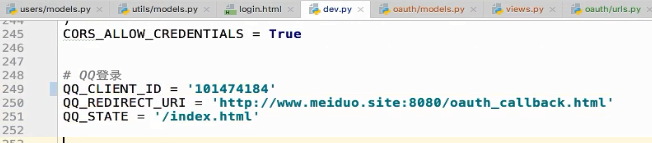 users/models.py utils/models.py login.html dev.py oauth/models.py views.py oauth/urls.py
244 )
245 CORS_ALLOW_CREDENTIALS = True
246
247
248 # QQ登录
249 QQ_CLIENT_ID = '101474184'
250 QQ_REDIRECT_URI = 'http://www.meiduo.site:8080/oauth_callback.html'
251 QQ_STATE = '/index.html'
252
253